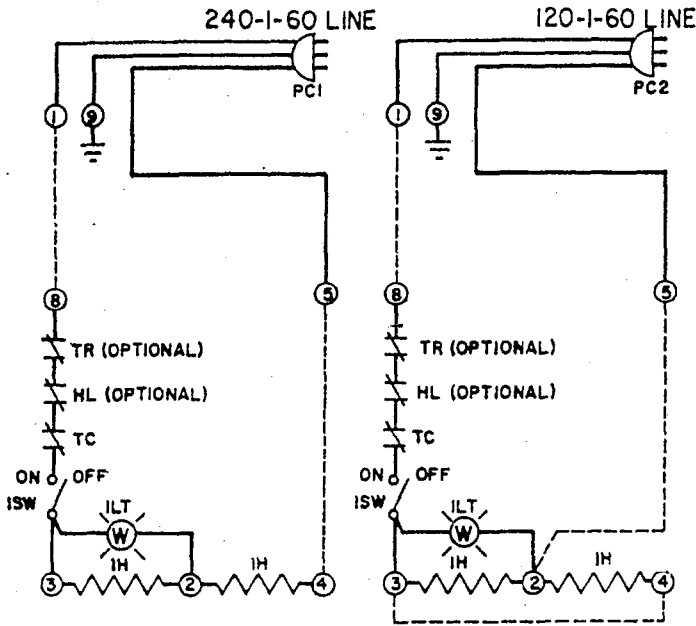 240-1-60 LINE
PC1
1
9
8
5
TR (OPTIONAL)
HL (OPTIONAL)
TC
ON OFF
1SW
1LT
W
1H 1H
3 2 4
120-1-60 LINE
PC2
1
9
8
5
TR (OPTIONAL)
HL (OPTIONAL)
TC
ON OFF
1SW
1LT
W
1H 1H
3 2 4